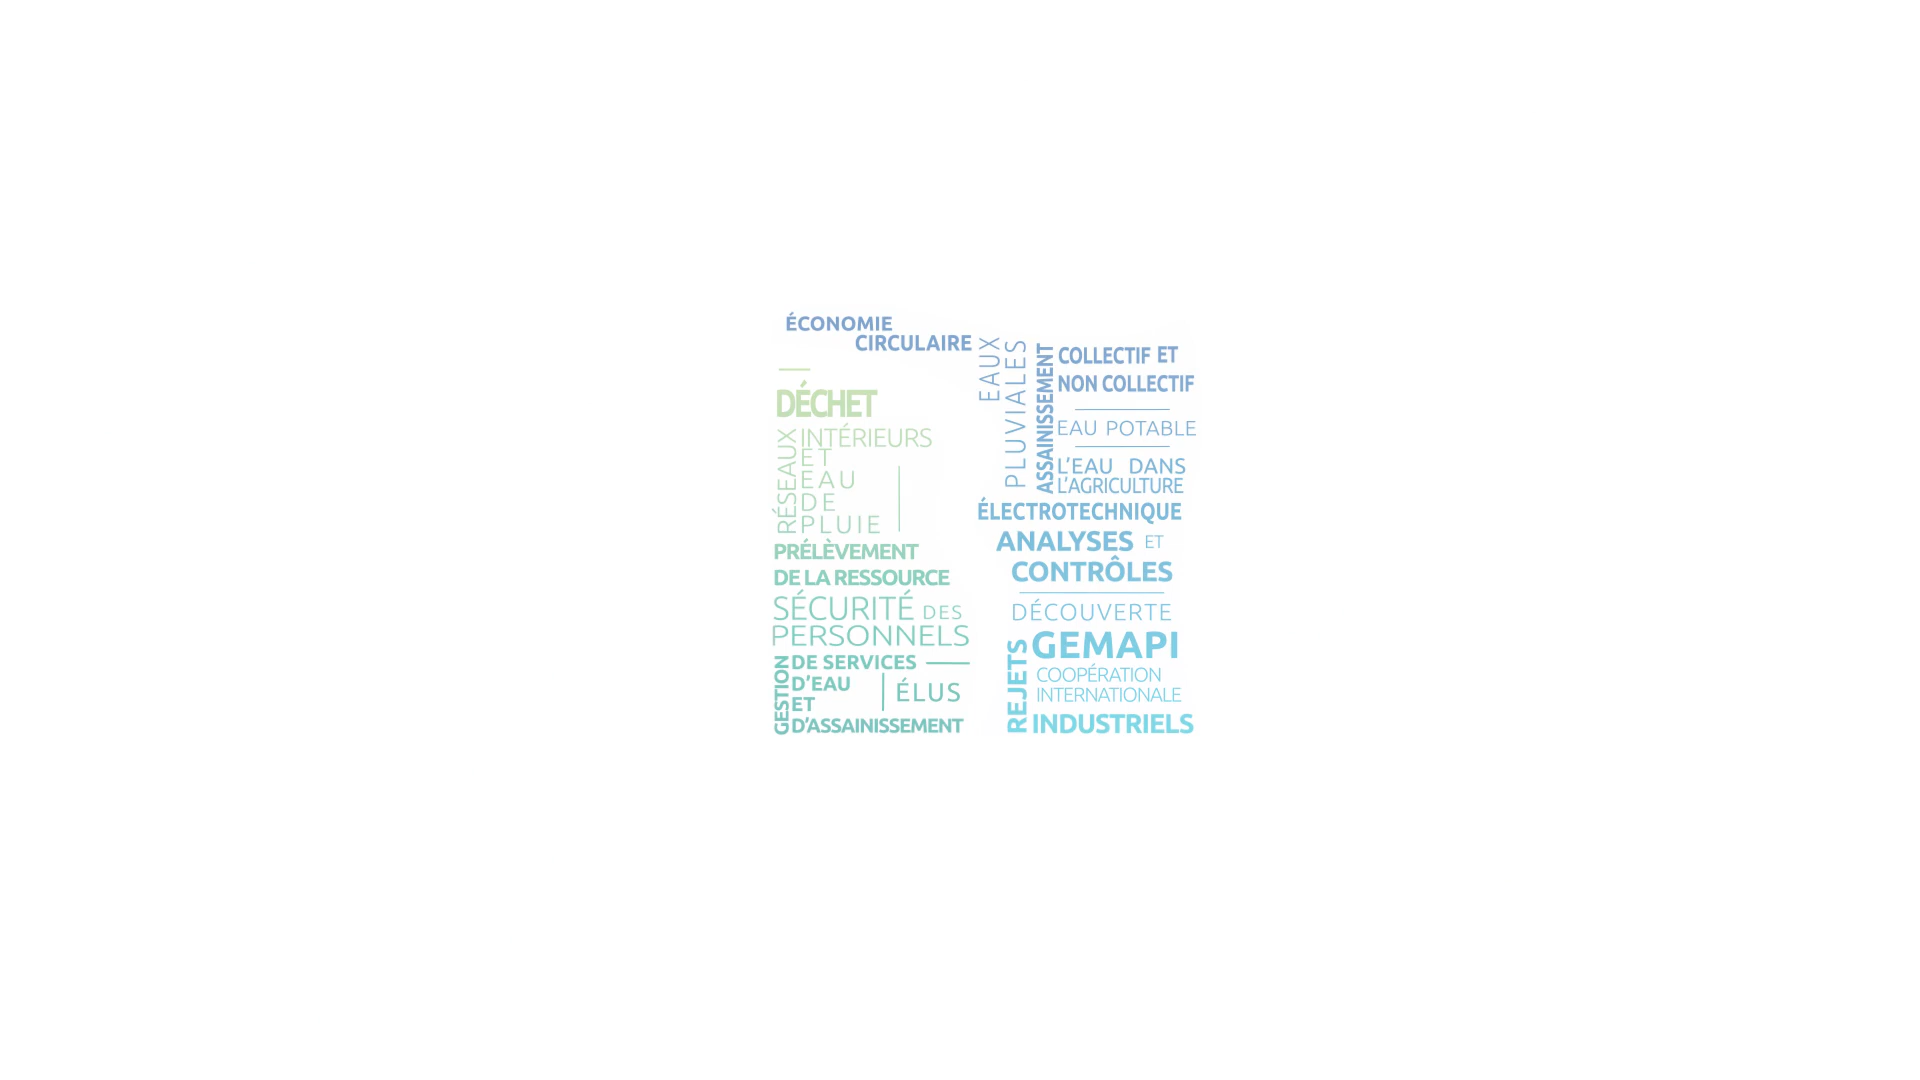 ÉCONOMIE
CIRCULAIRE
DÉCHET
RÉSEAUX
INTÉRIEURS
ET
EAU
DE
PLUIE
PRÉLÈVEMENT
DE LA RESSOURCE
SÉCURITÉ DES
PERSONNELS
GESTION
DE SERVICES
D'EAU
ET
D'ASSAINISSEMENT
ÉLUS
EAUX
PLUVIALES
ASSAINISSEMENT
COLLECTIF ET
NON COLLECTIF
EAU POTABLE
L'EAU DANS
L'AGRICULTURE
ÉLECTROTECHNIQUE
ANALYSES ET
CONTRÔLES
DÉCOUVERTE
GEMAPI
COOPÉRATION
INTERNATIONALE
REJETS
INDUSTRIELS